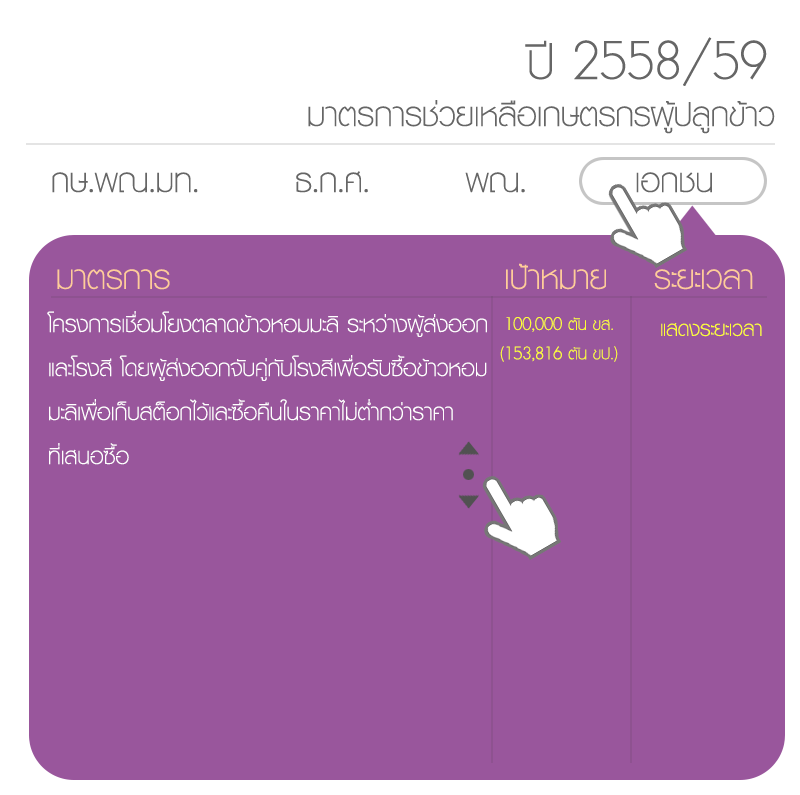 ปี 2558/59
มาตรการช่วยเหลือเกษตรกรผู้ปลูกข้าว
กษ.พณ.มท. ธ.ก.ศ. พณ. เอกชน
มาตรการ เป้าหมาย ระยะเวลา
โครงการเชื่อมโยงตลาดข้าวหอมมะลิ ระหว่างผู้ส่งออก
และโรงสี โดยผู้ส่งออกจับคู่กับโรงสีเพื่อรับซื้อข้าวหอม
มะลิเพื่อเก็บสต็อกไว้และซื้อคืนในราคาไม่ต่ำกว่าราคา
ที่เสนอซื้อ
100,000 ตัน ขส.
(153,816 ตัน ขป.)
แสดงระยะเวลา